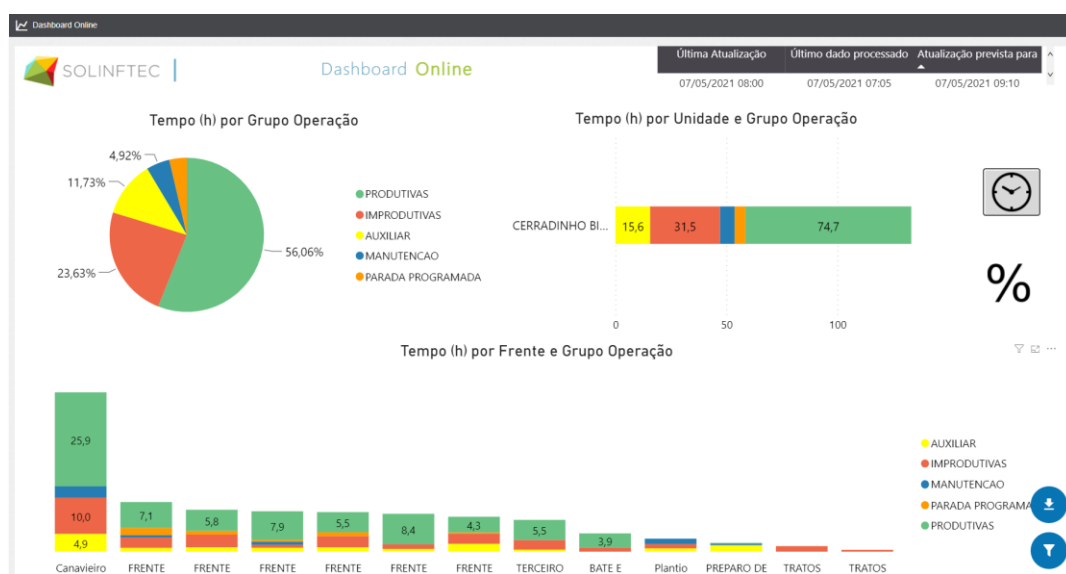 Dashboard Online
SOLINFTEC
Dashboard Online
Última Atualização Último dado processado Atualização prevista para
07/05/2021 08:00 07/05/2021 07:05 07/05/2021 09:10
Tempo (h) por Grupo Operação
4,92%
11,73%
23,63%
56,06%
PRODUTIVAS
IMPRODUTIVAS
AUXILIAR
MANUTENCAO
PARADA PROGRAMADA
Tempo (h) por Unidade e Grupo Operação
CERRADINHO BI... 15,6 31,5 74,7
0 50 100
%
Tempo (h) por Frente e Grupo Operação
25,9
10,0
4,9
7,1 5,8 7,9 5,5 8,4 4,3 5,5 3,9
Canavieiro FRENTE FRENTE FRENTE FRENTE FRENTE FRENTE TERCEIRO BATE E Plantio PREPARO DE TRATOS TRATOS
AUXILIAR
IMPRODUTIVAS
MANUTENCAO
PARADA PROGRAMA
PRODUTIVAS